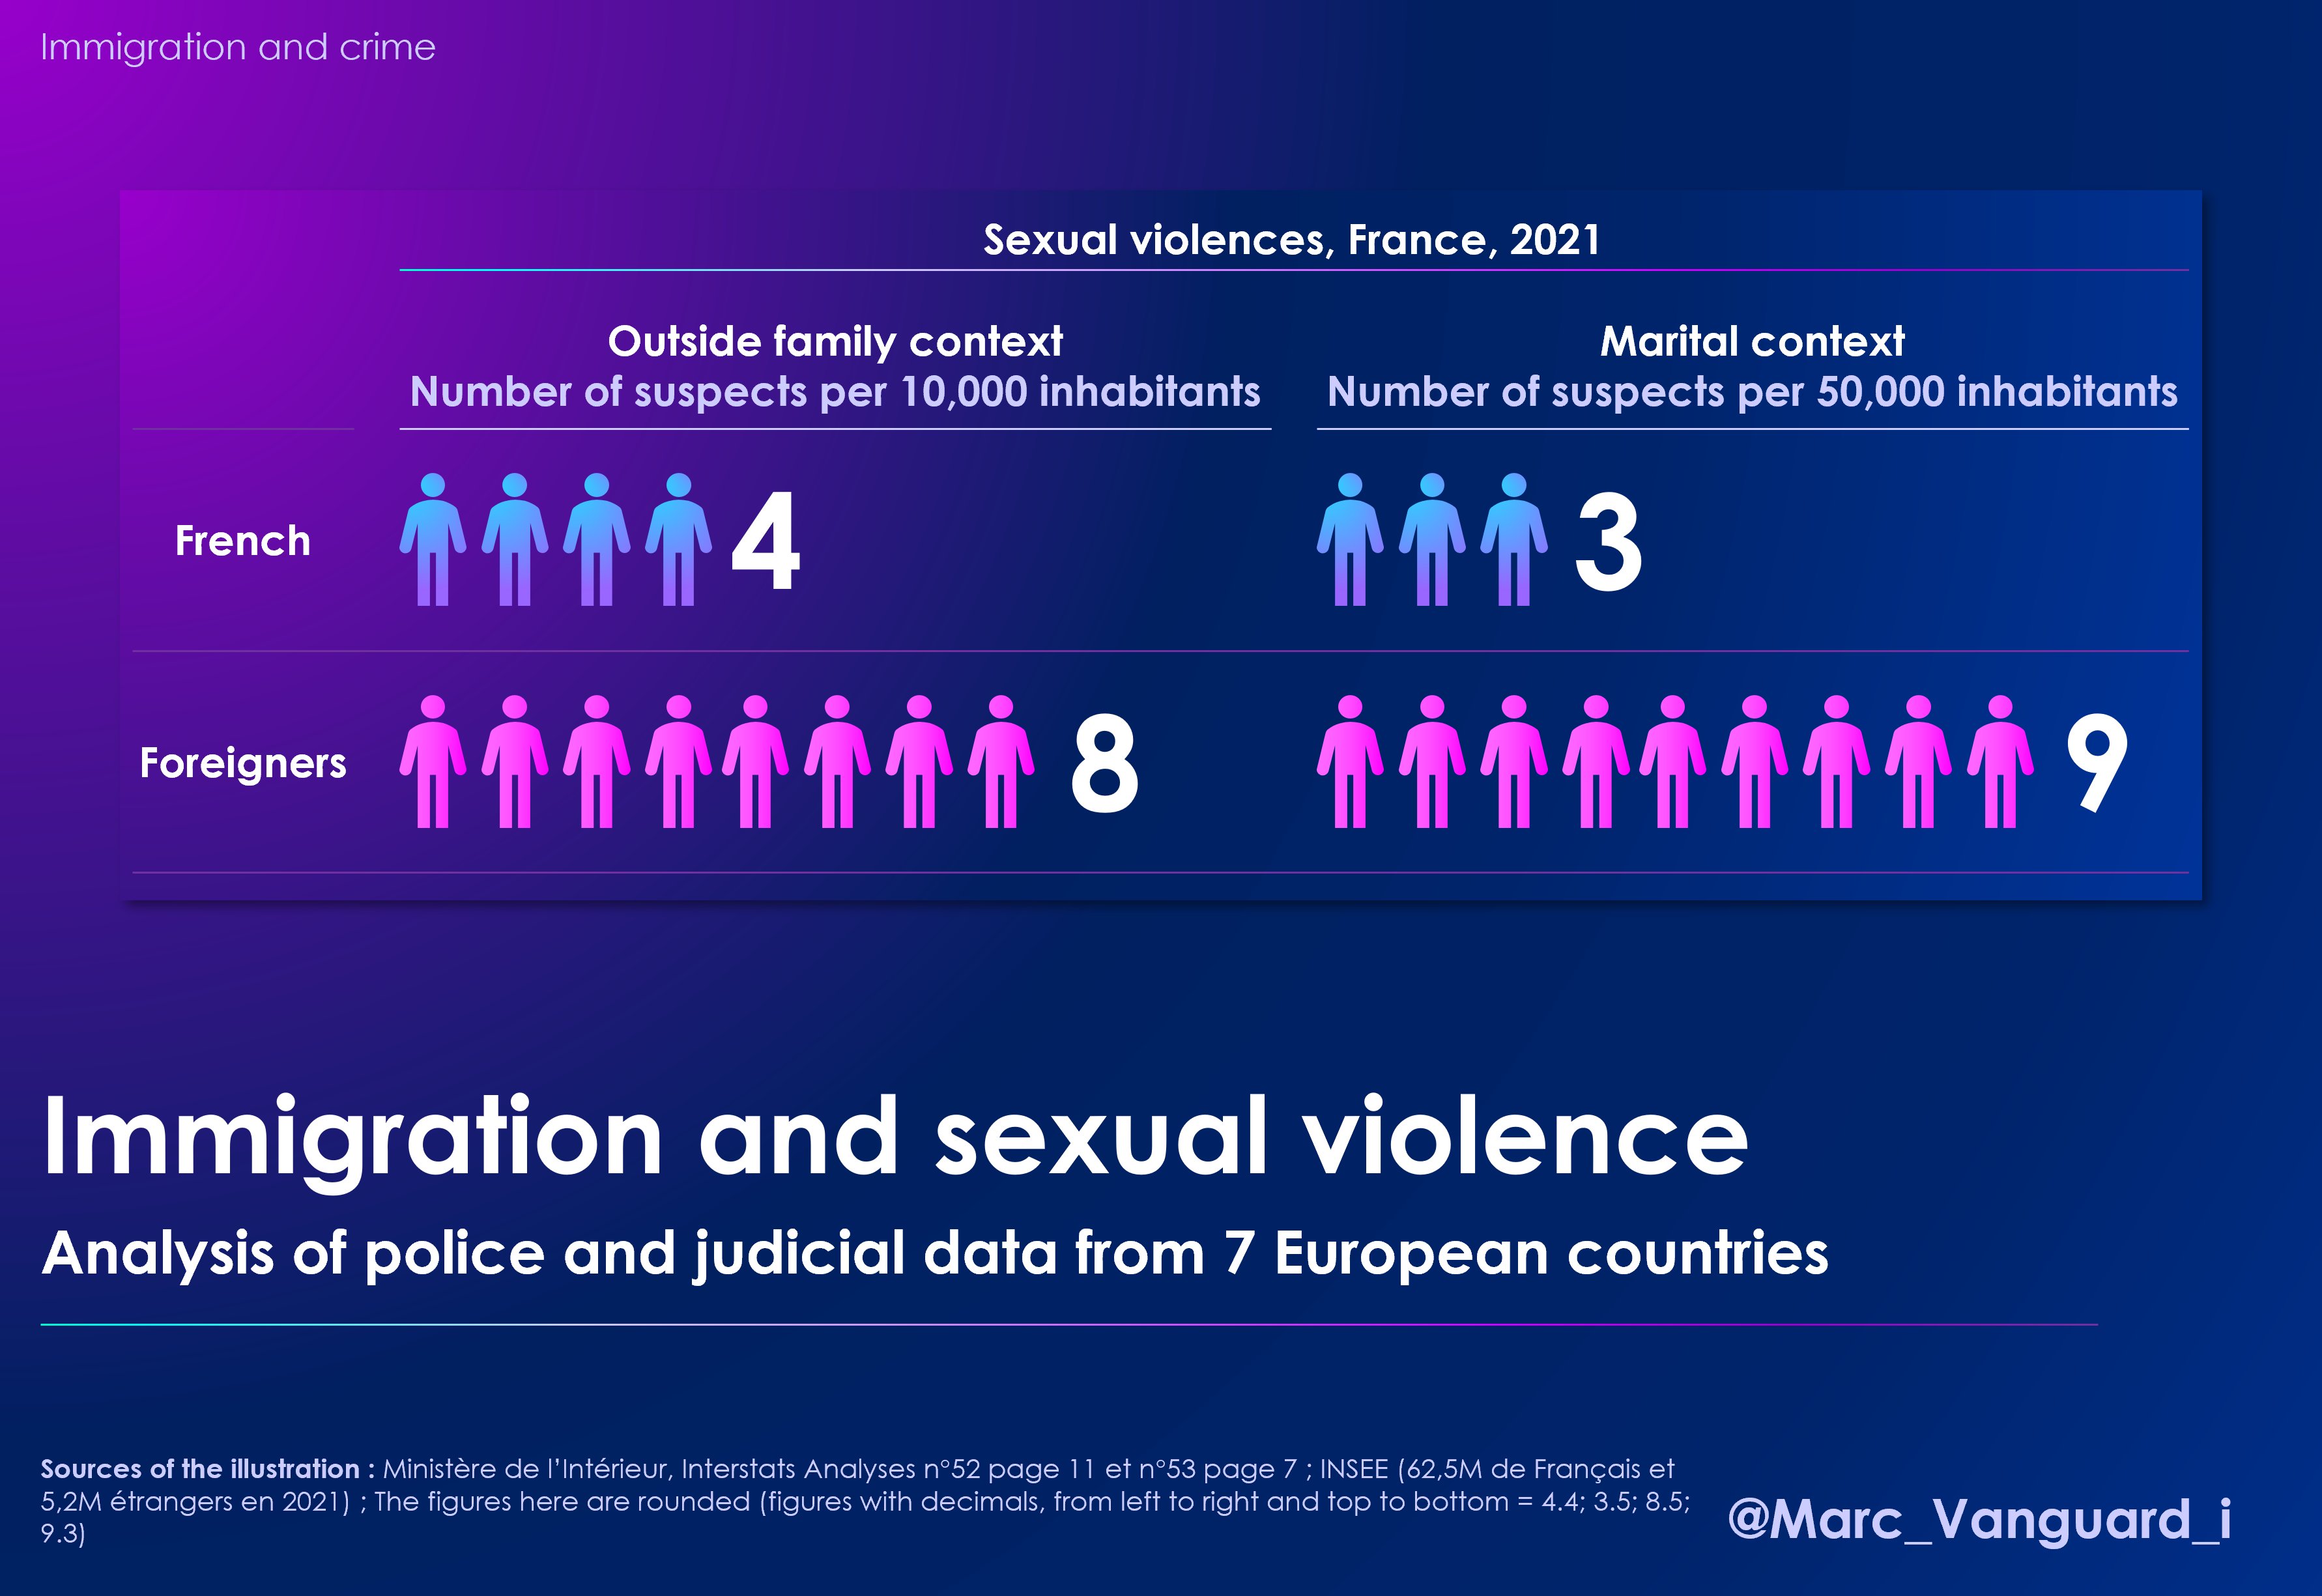 Immigration and crime
Sexual violences, France, 2021
Outside family context
Number of suspects per 10,000 inhabitants
Marital context
Number of suspects per 50,000 inhabitants
French
4
3
Foreigners
8
9
Immigration and sexual violence
Analysis of police and judicial data from 7 European countries
Sources of the illustration : Ministère de l’Intérieur, Interstats Analyses n°52 page 11 et n°53 page 7 ; INSEE (62,5M de Français et
5,2M étrangers en 2021) ; The figures here are rounded (figures with decimals, from left to right and top to bottom = 4.4; 3.5; 8.5;
9.3)
@Marc_Vanguard_i